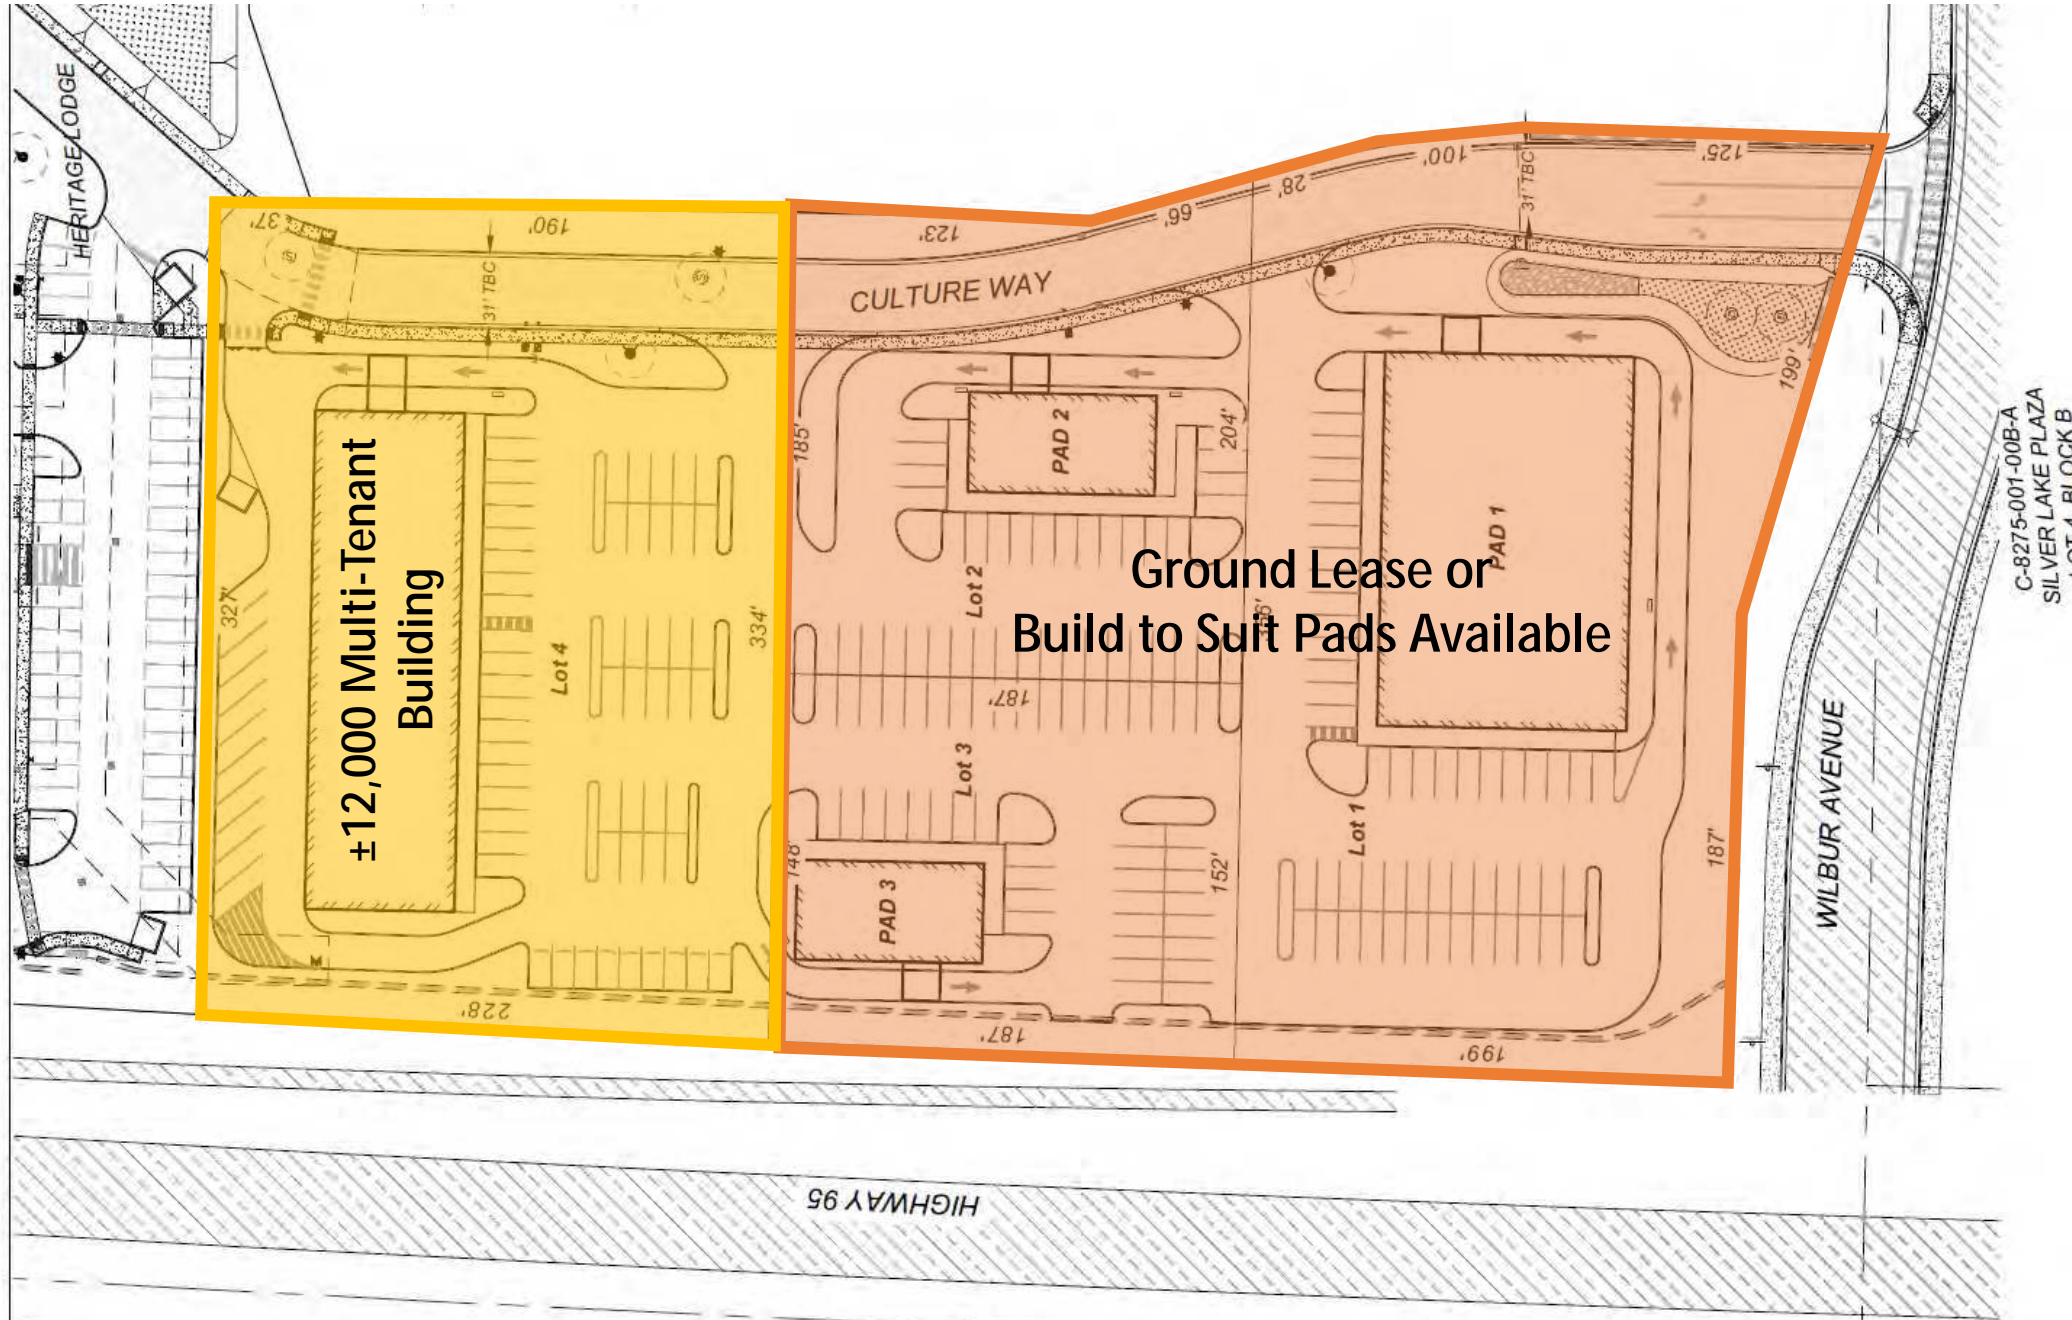 HERITAGE LODGE
37'
190'
31' TBC
123'
CULTURE WAY
66'
28'
100'
31' TBC
125'
199'
327'
±12,000 Multi-Tenant
Building
Lot 4
334'
228'
185'
PAD 2
204'
Lot 2
Ground Lease or
Build to Suit Pads Available
PAD 1
187'
Lot 3
148'
PAD 3
152'
Lot 1
187'
187'
199'
WILBUR AVENUE
C-8275-001-00B-A
SILVER LAKE PLAZA
BLOCK B
HIGHWAY 95